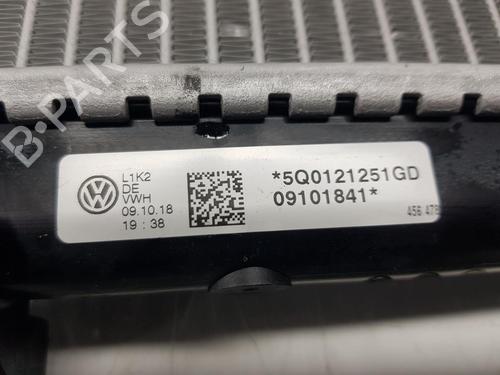 B-PARTS
L1K2
DE
VWH
09.10.18
19:38
*5Q0121251GD
09101841*
456 478